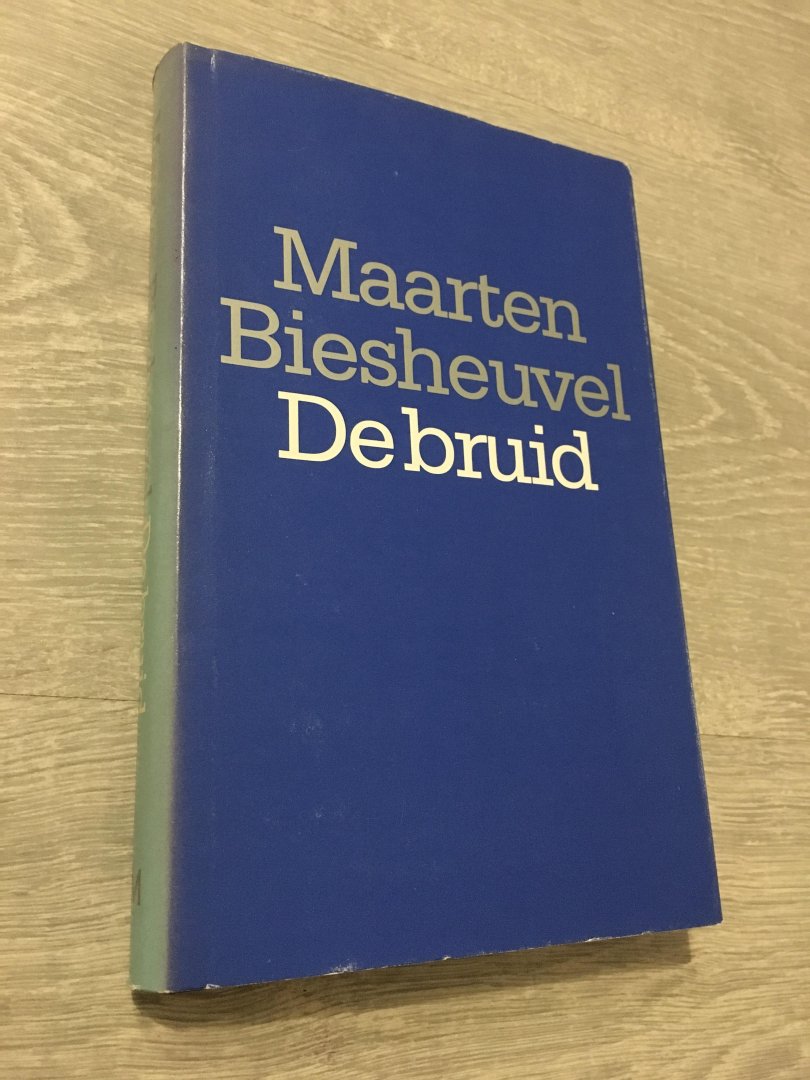 Maarten
Biesheuvel
De bruid